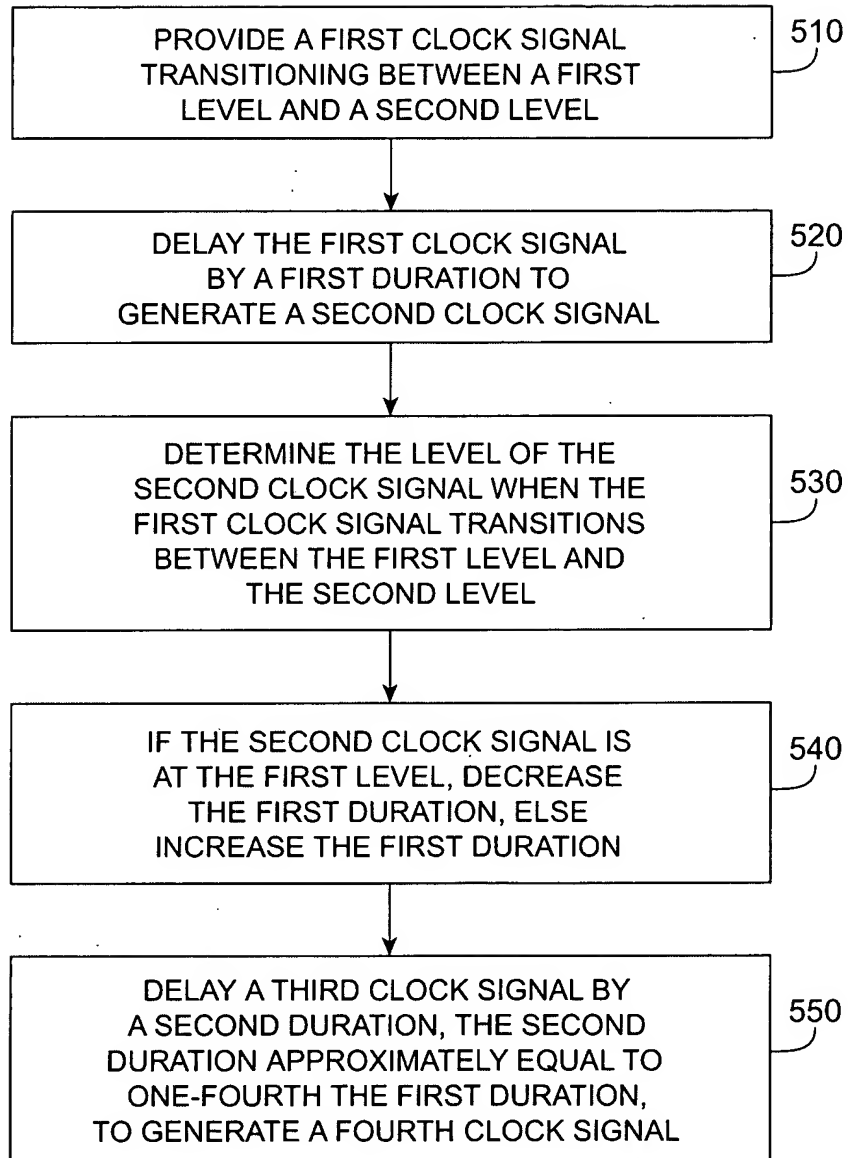 PROVIDE A FIRST CLOCK SIGNAL
TRANSITIONING BETWEEN A FIRST
LEVEL AND A SECOND LEVEL
510
DELAY THE FIRST CLOCK SIGNAL
BY A FIRST DURATION TO
GENERATE A SECOND CLOCK SIGNAL
520
DETERMINE THE LEVEL OF THE
SECOND CLOCK SIGNAL WHEN THE
FIRST CLOCK SIGNAL TRANSITIONS
BETWEEN THE FIRST LEVEL AND
THE SECOND LEVEL
530
IF THE SECOND CLOCK SIGNAL IS
AT THE FIRST LEVEL, DECREASE
THE FIRST DURATION, ELSE
INCREASE THE FIRST DURATION
540
DELAY A THIRD CLOCK SIGNAL BY
A SECOND DURATION, THE SECOND
DURATION APPROXIMATELY EQUAL TO
ONE-FOURTH THE FIRST DURATION,
TO GENERATE A FOURTH CLOCK SIGNAL
550